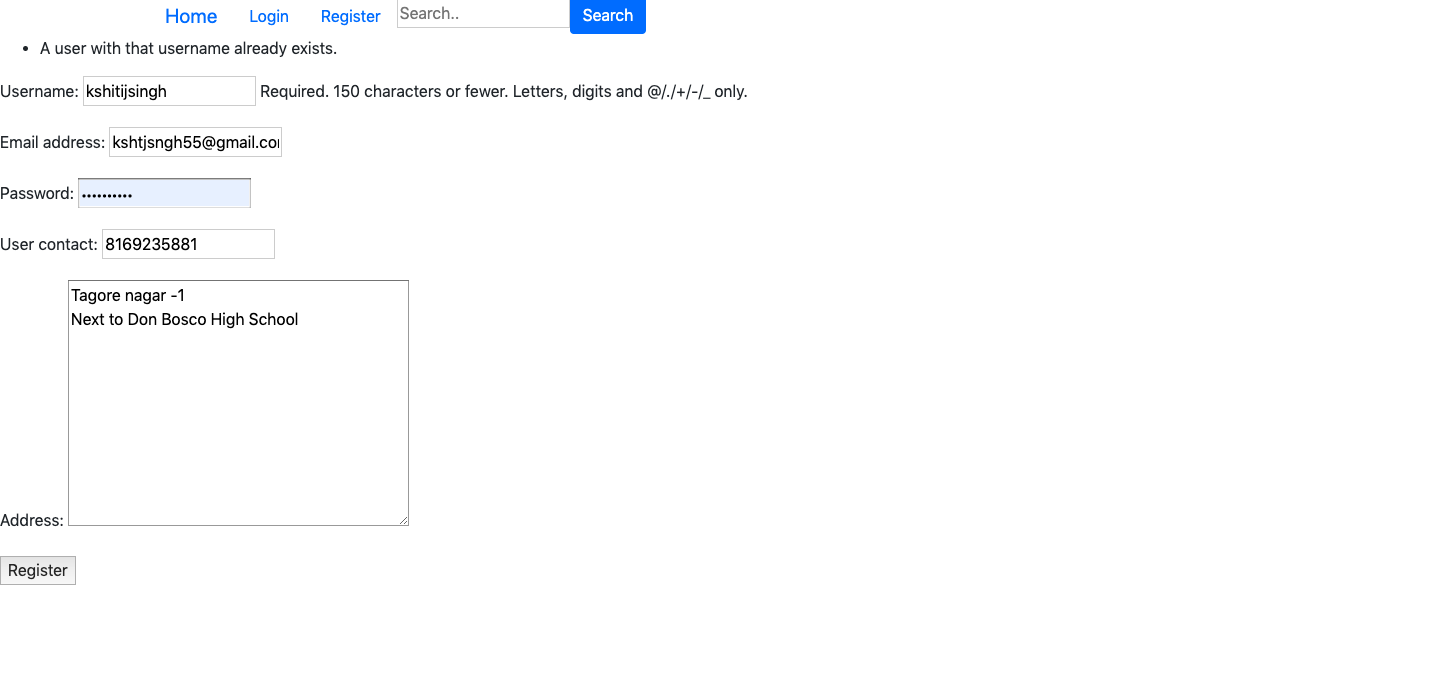 Home Login Register Search.. Search
A user with that username already exists.
Username: kshitijsingh Required. 150 characters or fewer. Letters, digits and @/./+/-/_ only.
Email address: kshtjsngh55@gmail.co
Password: ••••••••••
User contact: 8169235881
Tagore nagar -1
Next to Don Bosco High School
Address:
Register